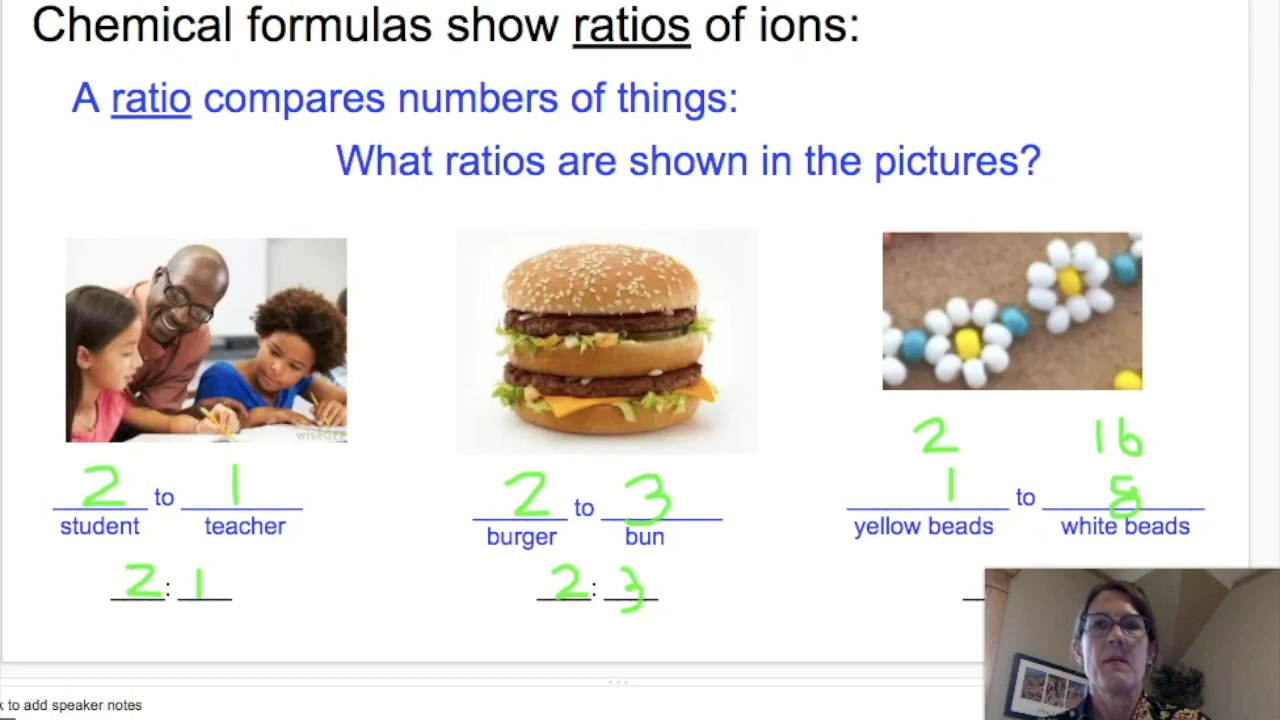 Chemical formulas show ratios of ions:
A ratio compares numbers of things:
What ratios are shown in the pictures?
wiseGEEK
2 to 1
student teacher
2 : 1
2 to 3
burger bun
2 : 3
2 16
1 to 8
yellow beads white beads
k to add speaker notes